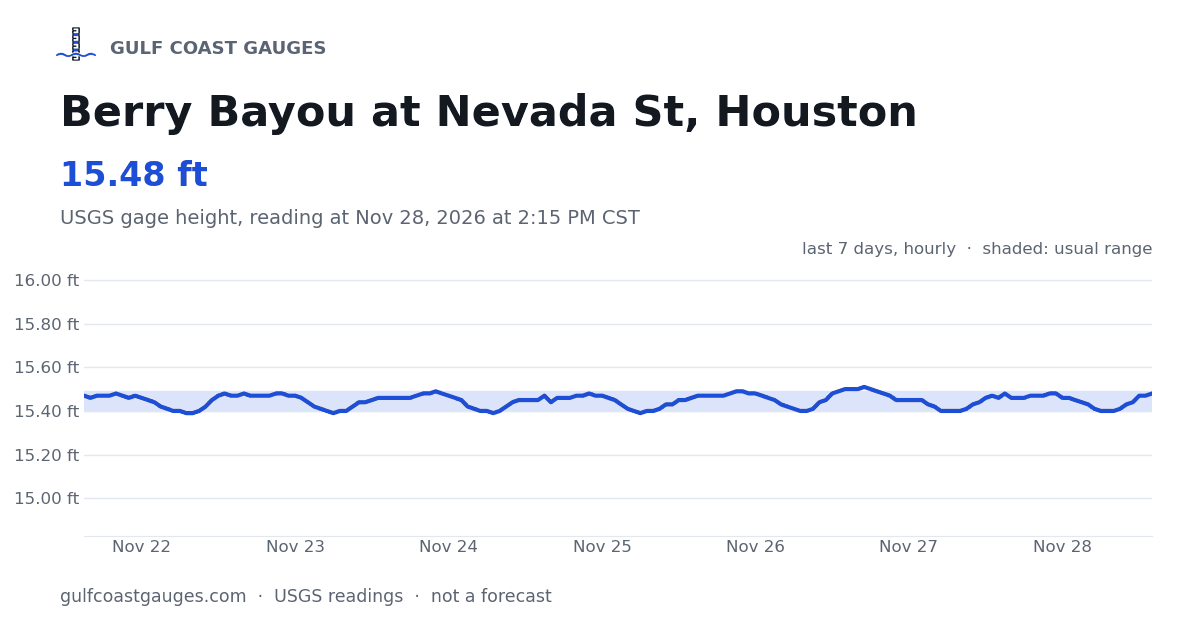 GULF COAST GAUGES
Berry Bayou at Nevada St, Houston
15.48 ft
USGS gage height, reading at Nov 28, 2026 at 2:15 PM CST
last 7 days, hourly · shaded: usual range
16.00 ft
15.80 ft
15.60 ft
15.40 ft
15.20 ft
15.00 ft
Nov 22 Nov 23 Nov 24 Nov 25 Nov 26 Nov 27 Nov 28
gulfcoastgauges.com · USGS readings · not a forecast